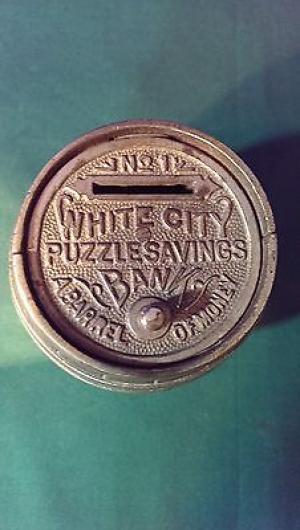 No. 1
WHITE CITY
PUZZLE SAVINGS
BANK
A BARREL OF MONEY